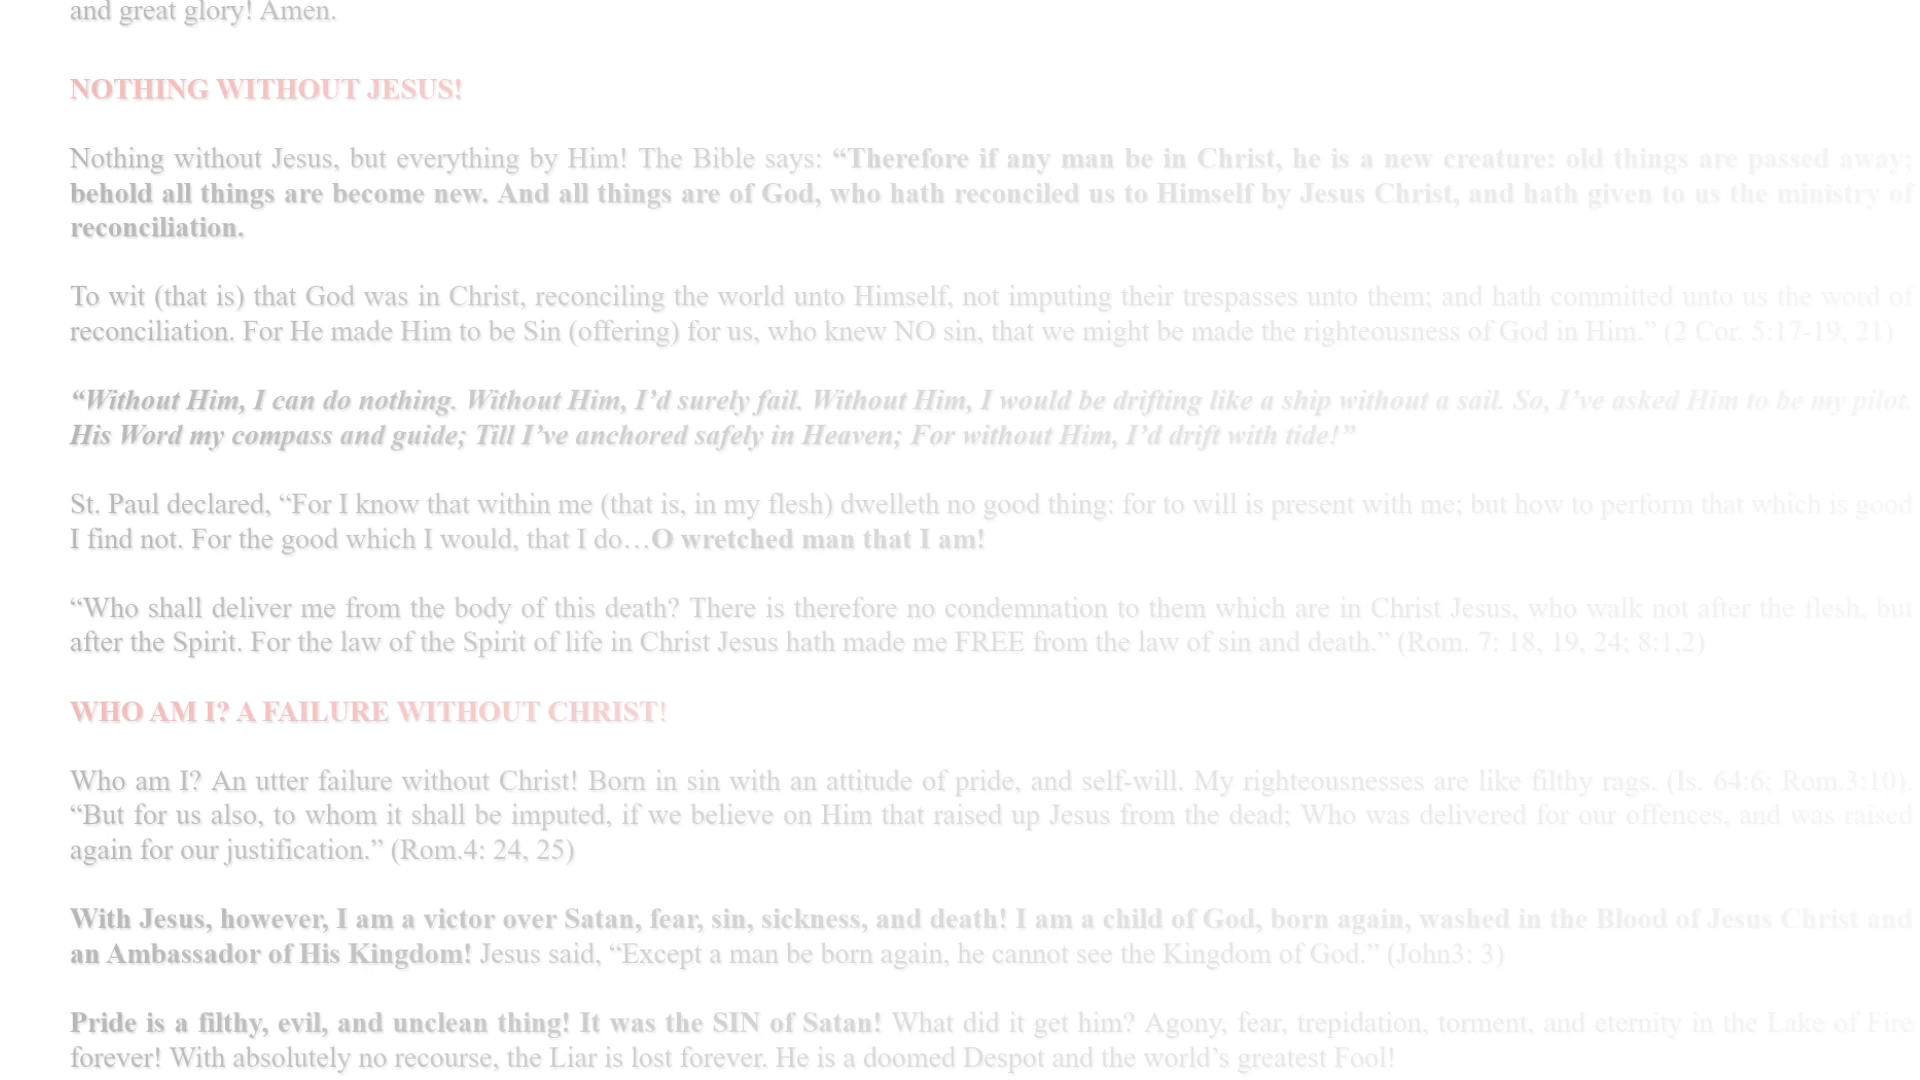 and great glory! Amen.
NOTHING WITHOUT JESUS!
Nothing without Jesus, but everything by Him! The Bible says: “Therefore if any man be in Christ, he is a new creature: old things are passed away;
behold all things are become new. And all things are of God, who hath reconciled us to Himself by Jesus Christ, and hath given to us the ministry of
reconciliation.
To wit (that is) that God was in Christ, reconciling the world unto Himself, not imputing their trespasses unto them; and hath committed unto us the word of
reconciliation. For He made Him to be Sin (offering) for us, who knew NO sin, that we might be made the righteousness of God in Him.” (2 Cor. 5:17-19, 21)
“Without Him, I can do nothing. Without Him, I’d surely fail. Without Him, I would be drifting like a ship without a sail. So, I’ve asked Him to be my pilot.
His Word my compass and guide; Till I’ve anchored safely in Heaven; For without Him, I’d drift with tide!”
St. Paul declared, “For I know that within me (that is, in my flesh) dwelleth no good thing: for to will is present with me; but how to perform that which is good
I find not. For the good which I would, that I do…O wretched man that I am!
“Who shall deliver me from the body of this death? There is therefore no condemnation to them which are in Christ Jesus, who walk not after the flesh, but
after the Spirit. For the law of the Spirit of life in Christ Jesus hath made me FREE from the law of sin and death.” (Rom. 7: 18, 19, 24; 8:1,2)
WHO AM I? A FAILURE WITHOUT CHRIST!
Who am I? An utter failure without Christ! Born in sin with an attitude of pride, and self-will. My righteousnesses are like filthy rags. (Is. 64:6; Rom.3:10).
“But for us also, to whom it shall be imputed, if we believe on Him that raised up Jesus from the dead; Who was delivered for our offences, and was raised
again for our justification.” (Rom.4: 24, 25)
With Jesus, however, I am a victor over Satan, fear, sin, sickness, and death! I am a child of God, born again, washed in the Blood of Jesus Christ and
an Ambassador of His Kingdom! Jesus said, “Except a man be born again, he cannot see the Kingdom of God.” (John3: 3)
Pride is a filthy, evil, and unclean thing! It was the SIN of Satan! What did it get him? Agony, fear, trepidation, torment, and eternity in the Lake of Fire
forever! With absolutely no recourse, the Liar is lost forever. He is a doomed Despot and the world’s greatest Fool!